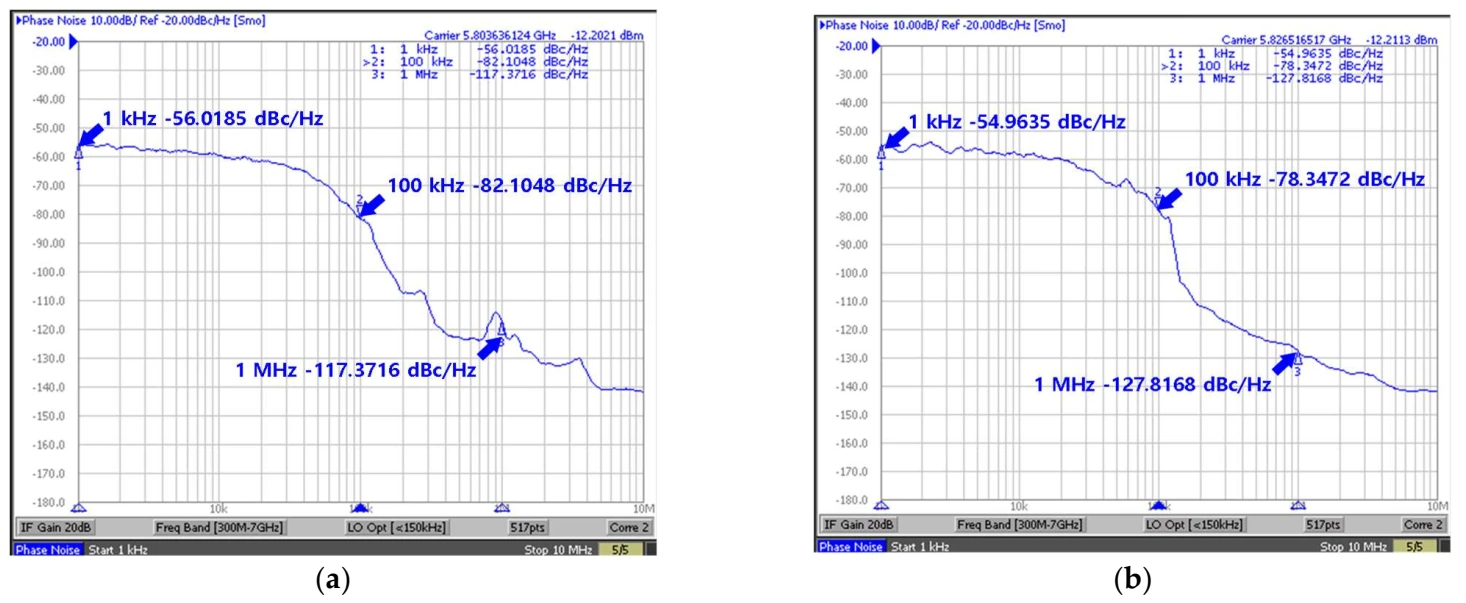 ▶Phase Noise 10.00dB/ Ref -20.00dBc/Hz [Smo]
Carrier 5.803636124 GHz -12.2021 dBm
1: 1 kHz -56.0185 dBc/Hz
>2: 100 kHz -82.1048 dBc/Hz
3: 1 MHz -117.3716 dBc/Hz
-20.00
-30.00
-40.00
-50.00
-60.00
-70.00
-80.00
-90.00
-100.0
-110.0
-120.0
-130.0
-140.0
-150.0
-160.0
-170.0
-180.0
1 kHz -56.0185 dBc/Hz
100 kHz -82.1048 dBc/Hz
1 MHz -117.3716 dBc/Hz
1
2
3
10k
10M
IF Gain 20dB Freq Band [300M-7GHz] LO Opt [<150kHz] 517pts Corre 2
Phase Noise Start 1 kHz Stop 10 MHz 5/5
(a)
▶Phase Noise 10.00dB/ Ref -20.00dBc/Hz [Smo]
Carrier 5.826516517 GHz -12.2113 dBm
1: 1 kHz -54.9635 dBc/Hz
>2: 100 kHz -78.3472 dBc/Hz
3: 1 MHz -127.8168 dBc/Hz
-20.00
-30.00
-40.00
-50.00
-60.00
-70.00
-80.00
-90.00
-100.0
-110.0
-120.0
-130.0
-140.0
-150.0
-160.0
-170.0
-180.0
1 kHz -54.9635 dBc/Hz
100 kHz -78.3472 dBc/Hz
1 MHz -127.8168 dBc/Hz
1
2
3
10k
10M
IF Gain 20dB Freq Band [300M-7GHz] LO Opt [<150kHz] 517pts Corre 2
Phase Noise Start 1 kHz Stop 10 MHz 5/5
(b)